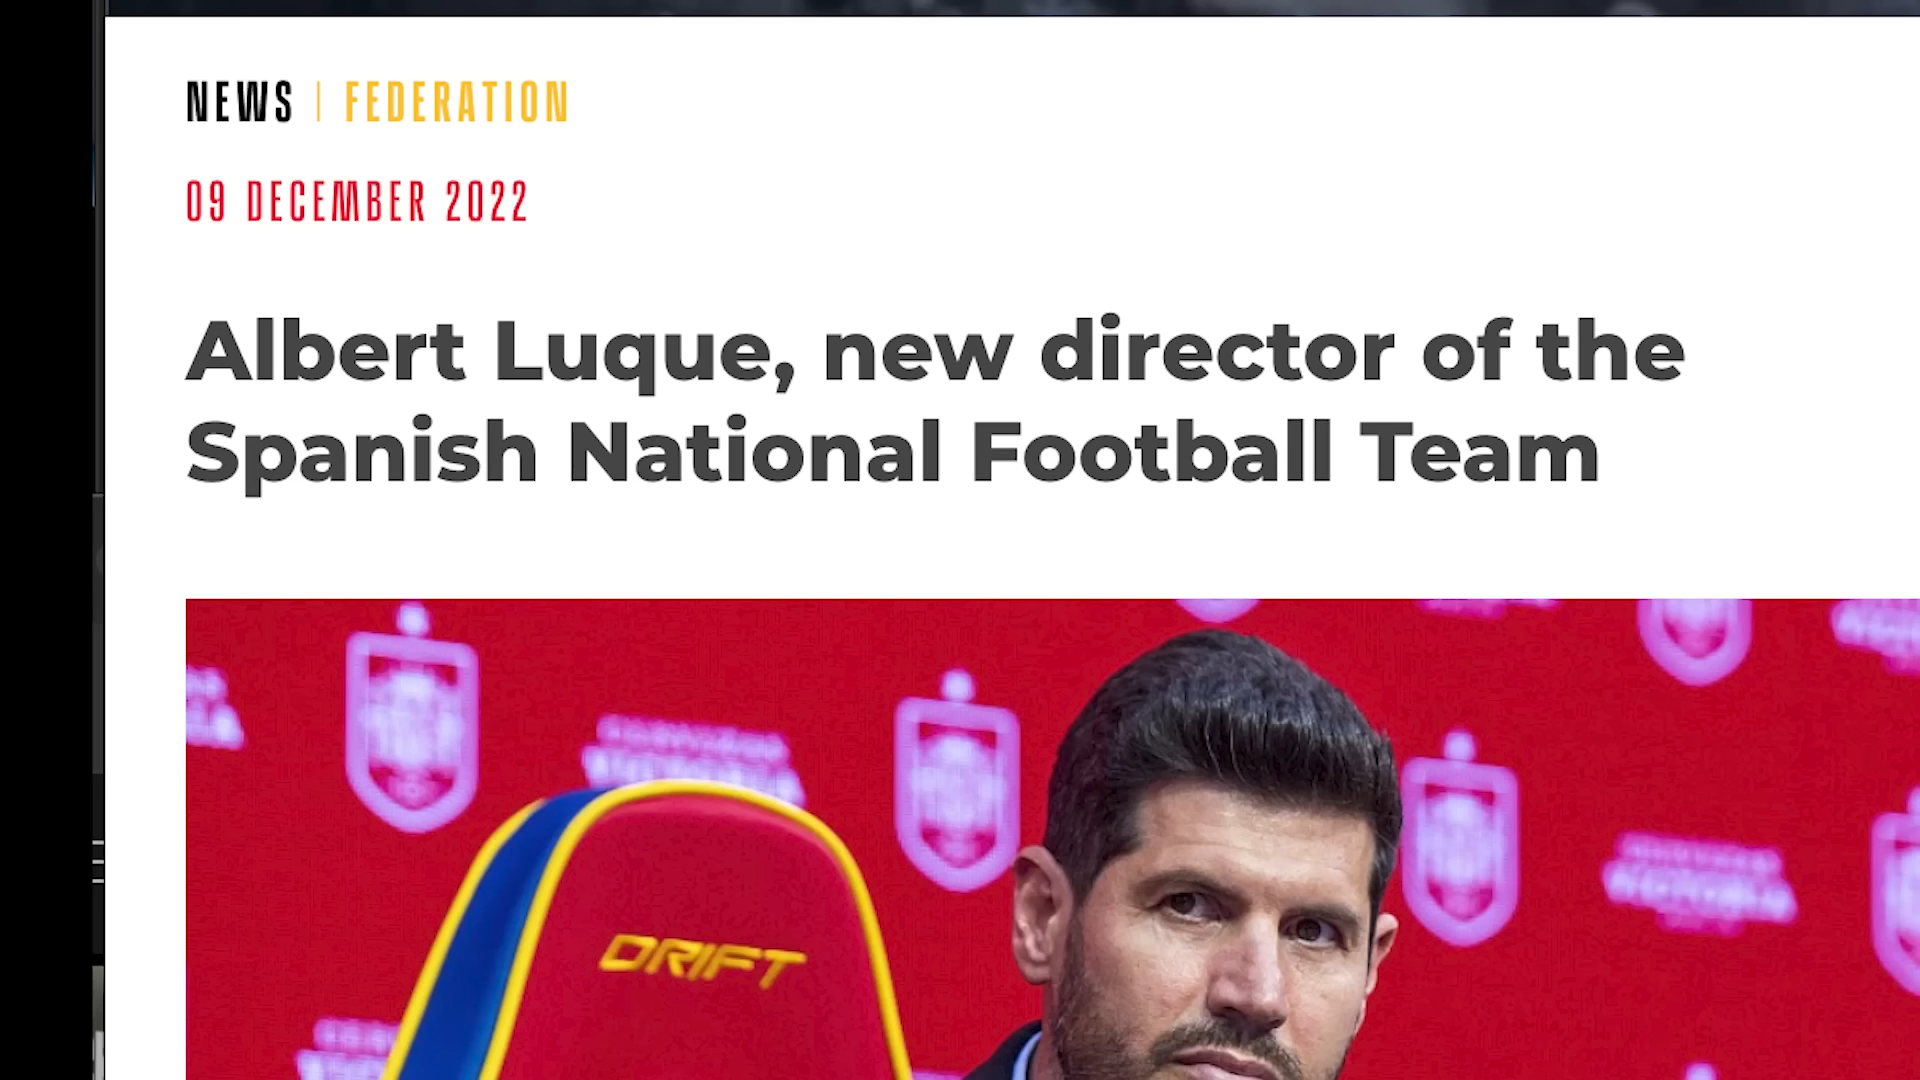 NEWS | FEDERATION
09 DECEMBER 2022
Albert Luque, new director of the
Spanish National Football Team
DRIFT